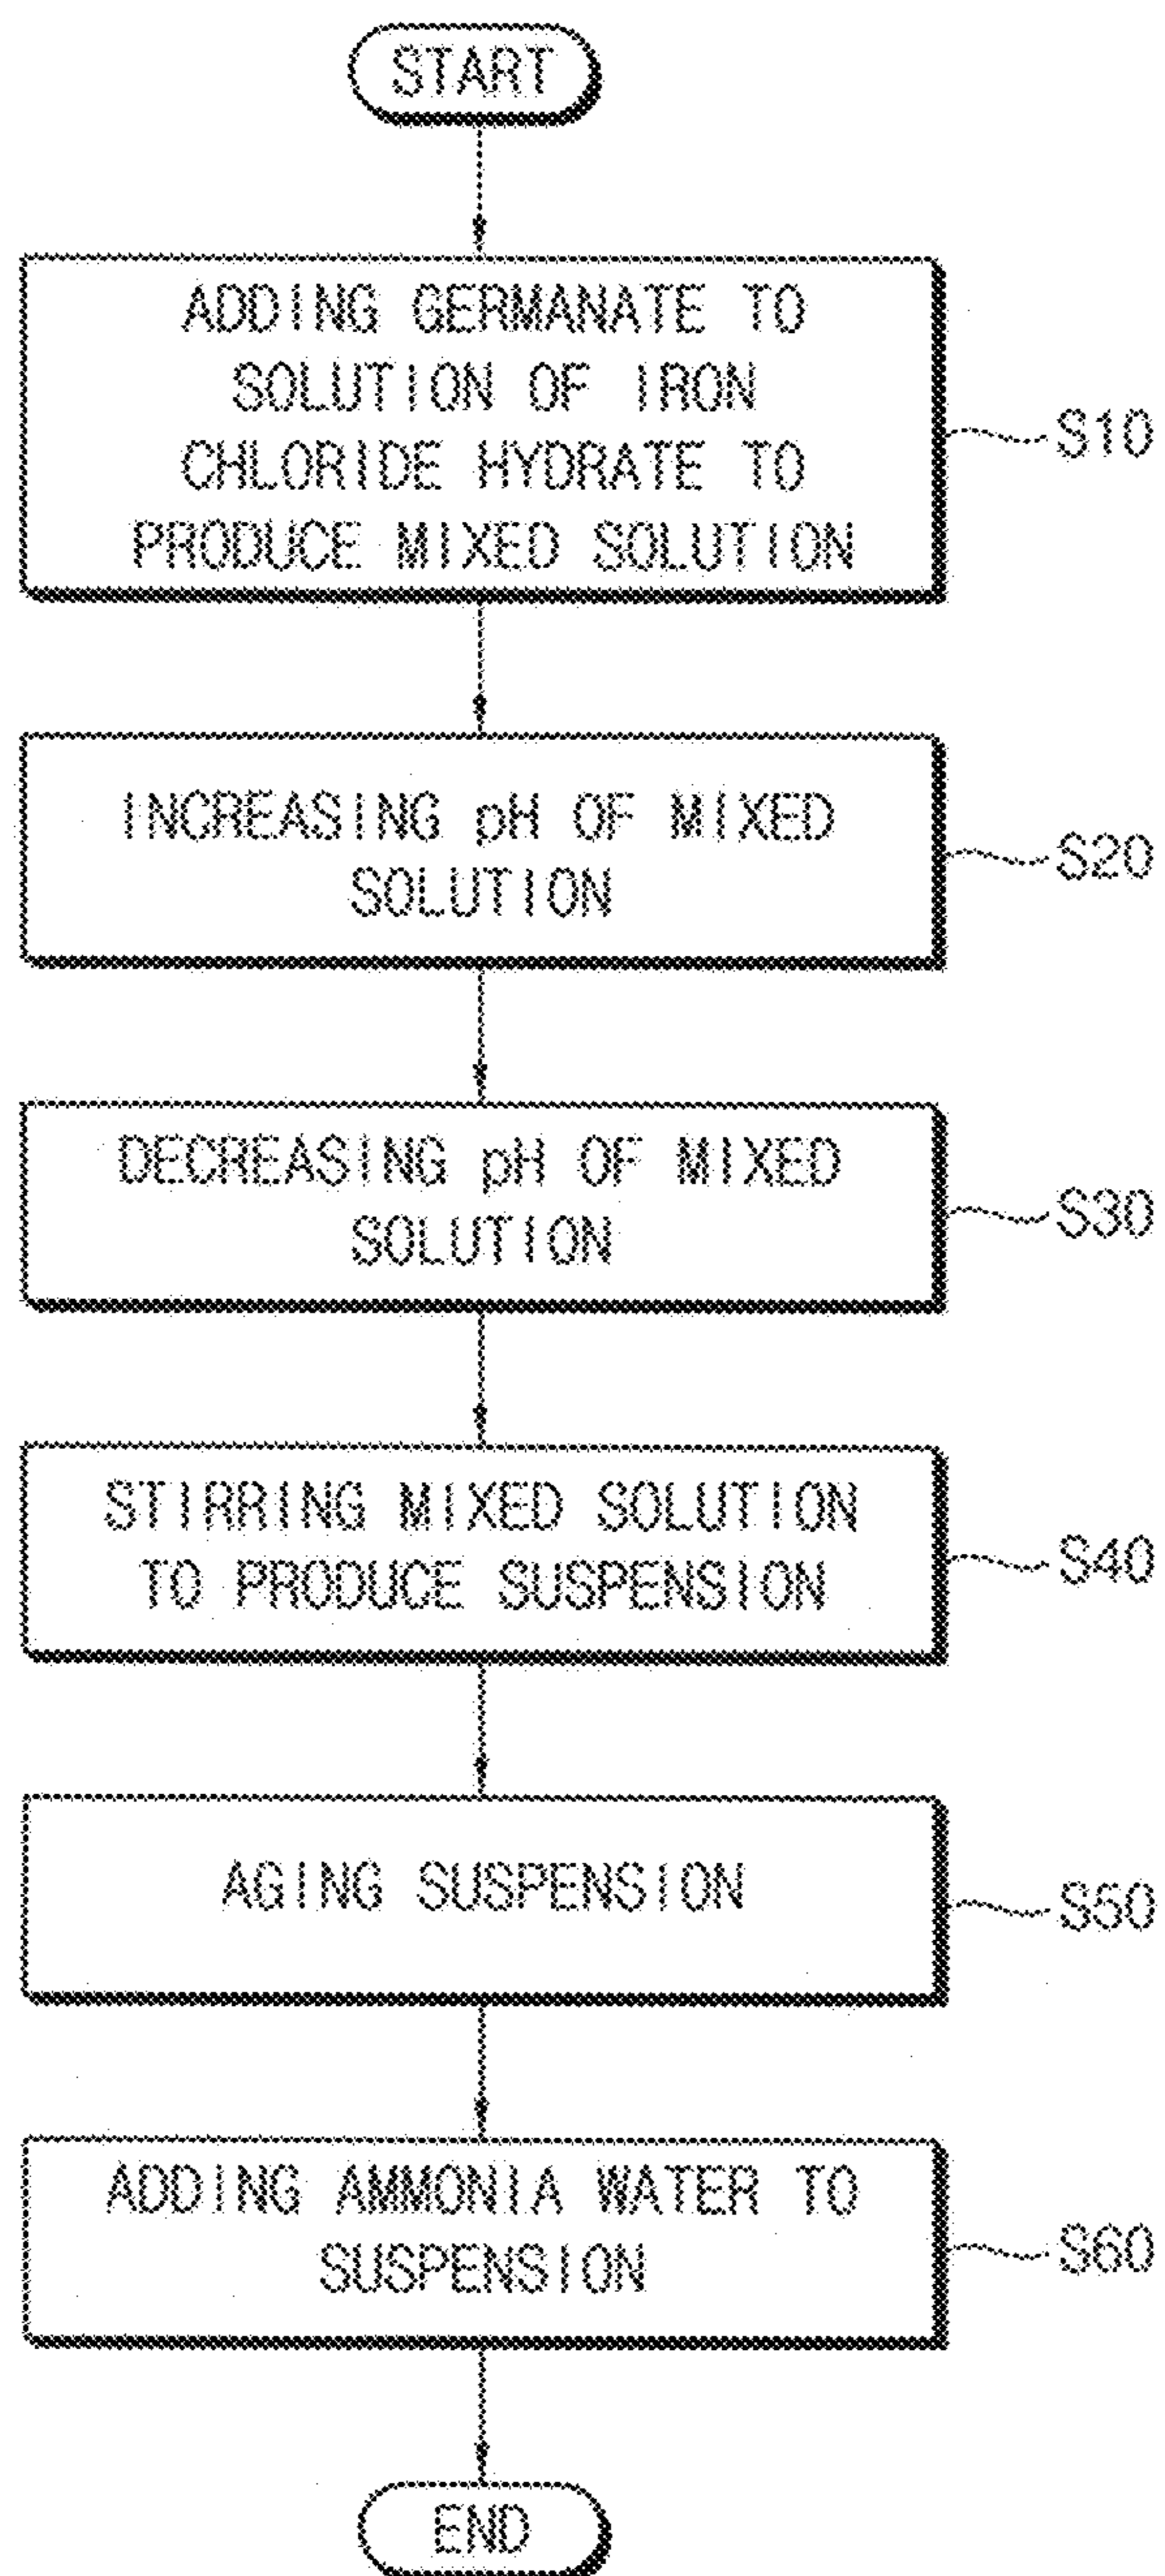 START
ADDING GERMANATE TO
SOLUTION OF IRON
CHLORIDE HYDRATE TO
PRODUCE MIXED SOLUTION
S10
INCREASING pH OF MIXED
SOLUTION
S20
DECREASING pH OF MIXED
SOLUTION
S30
STIRRING MIXED SOLUTION
TO PRODUCE SUSPENSION
S40
AGING SUSPENSION
S50
ADDING AMMONIA WATER TO
SUSPENSION
S60
END